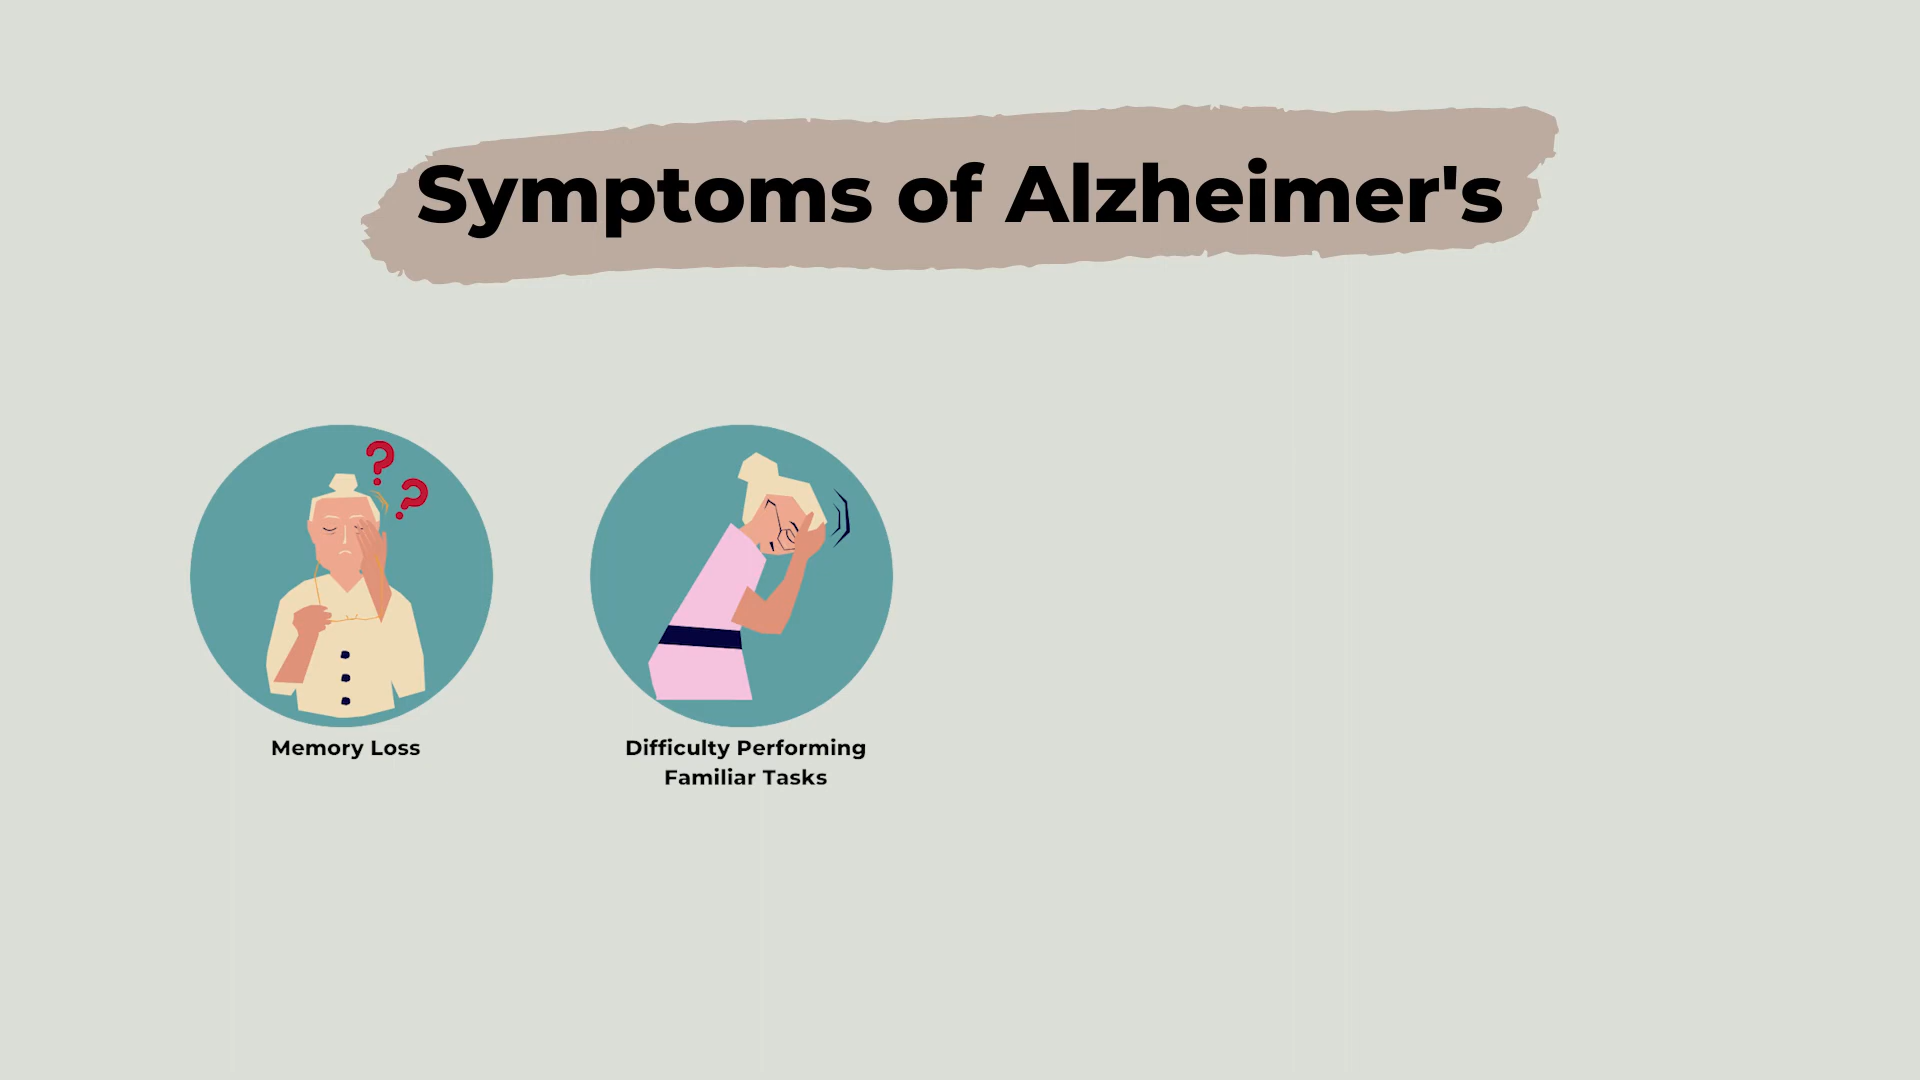 Symptoms of Alzheimer's
??
Memory Loss
Difficulty Performing
Familiar Tasks